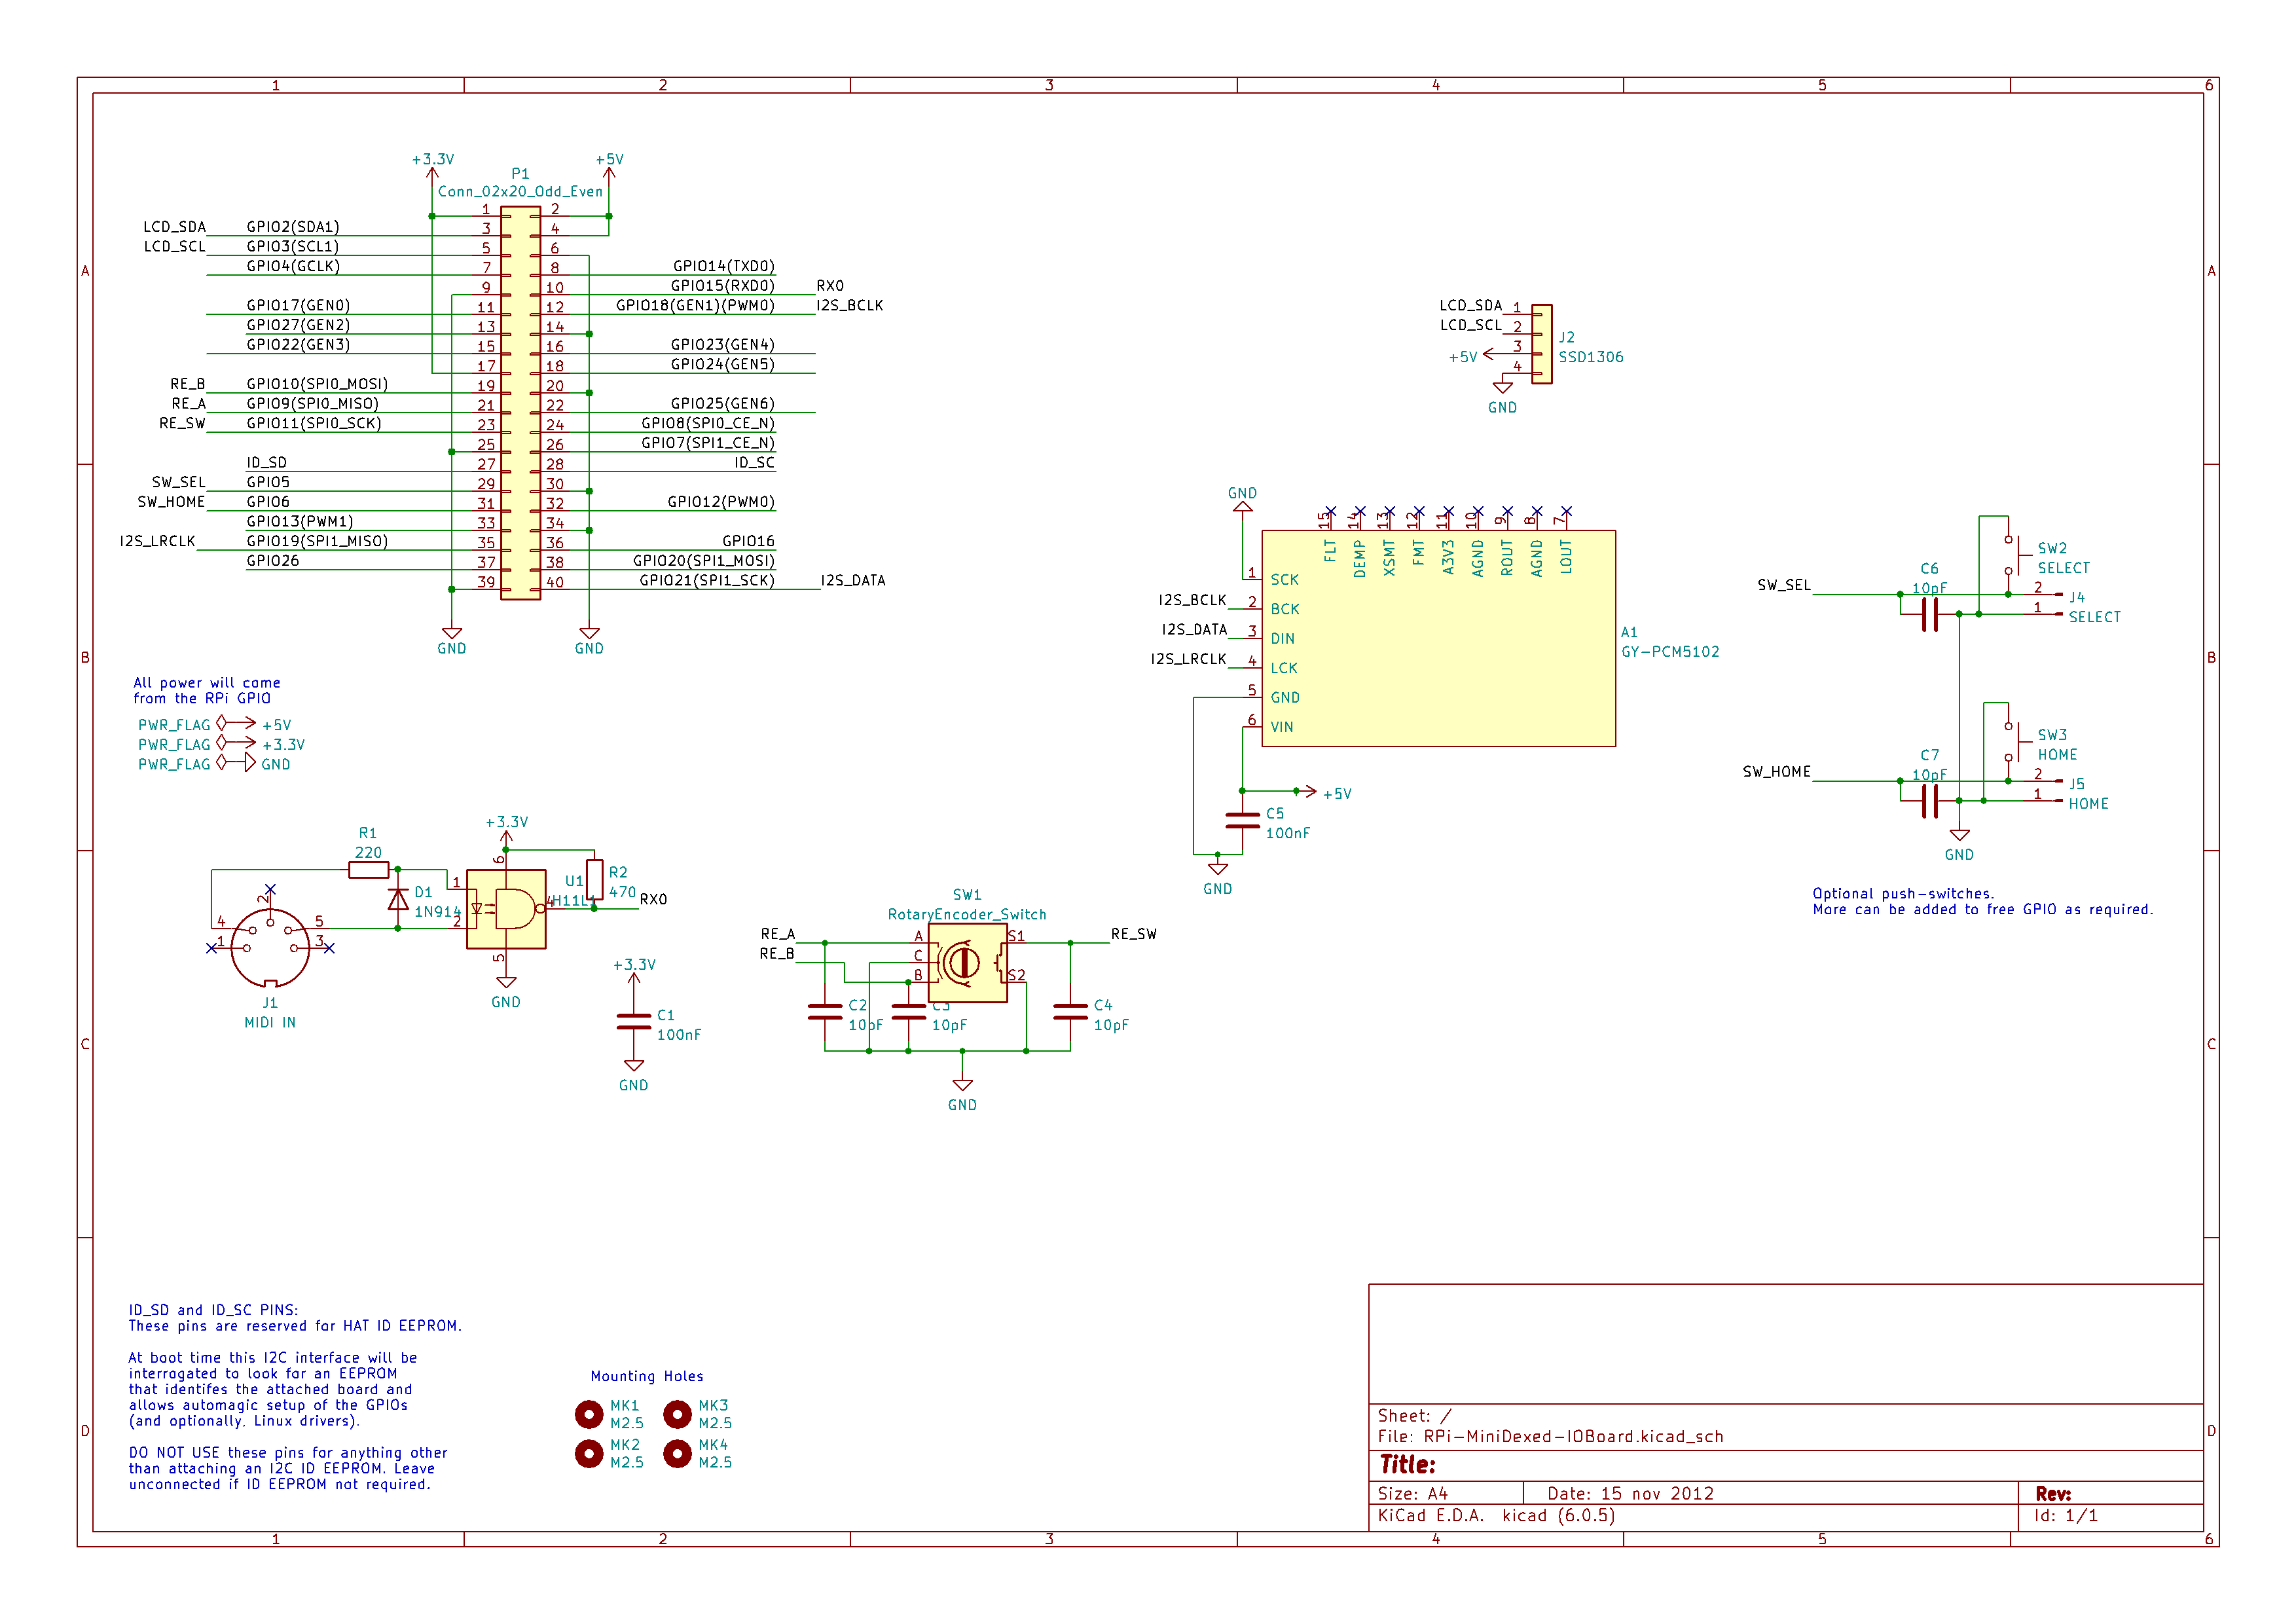 1 2 3 4 5 6
A A
B B
C C
D D
+3.3V +5V
P1
Conn_02x20_Odd_Even
1 2
LCD_SDA GPIO2(SDA1) 3 4
LCD_SCL GPIO3(SCL1) 5 6
GPIO4(GCLK) 7 8 GPIO14(TXD0)
9 10 GPIO15(RXD0) RX0
GPIO17(GEN0) 11 12 GPIO18(GEN1)(PWM0) I2S_BCLK
GPIO27(GEN2) 13 14
GPIO22(GEN3) 15 16 GPIO23(GEN4)
17 18 GPIO24(GEN5)
RE_B GPIO10(SPI0_MOSI) 19 20
RE_A GPIO9(SPI0_MISO) 21 22 GPIO25(GEN6)
RE_SW GPIO11(SPI0_SCK) 23 24 GPIO8(SPI0_CE_N)
25 26 GPIO7(SPI1_CE_N)
ID_SD 27 28 ID_SC
SW_SEL GPIO5 29 30
SW_HOME GPIO6 31 32 GPIO12(PWM0)
GPIO13(PWM1) 33 34
I2S_LRCLK GPIO19(SPI1_MISO) 35 36 GPIO16
GPIO26 37 38 GPIO20(SPI1_MOSI)
39 40 GPIO21(SPI1_SCK) I2S_DATA
GND GND
LCD_SDA 1
LCD_SCL 2
+5V 3
4
J2
SSD1306
GND
All power will come
from the RPi GPIO
PWR_FLAG +5V
PWR_FLAG +3.3V
PWR_FLAG GND
GND
15 14 13 12 11 10 9 8 7
FLT DEMP XSMT FMT A3V3 AGND ROUT AGND LOUT
1 SCK
I2S_BCLK 2 BCK
I2S_DATA 3 DIN
I2S_LRCLK 4 LCK
5 GND
6 VIN
A1
GY-PCM5102
+5V
C5
100nF
GND
SW2
SELECT
C6
10pF
SW_SEL
2
1
J4
SELECT
SW3
HOME
C7
10pF
SW_HOME
2
1
J5
HOME
GND
Optional push-switches.
More can be added to free GPIO as required.
R1
220
+3.3V
6
1
2
5
4
U1
H11L1
R2
470
RX0
D1
1N914
GND
4 2 5
1 3
J1
MIDI IN
+3.3V
C1
100nF
GND
SW1
RotaryEncoder_Switch
RE_A A S1 RE_SW
RE_B C
B S2
C2
10pF
C3
10pF
C4
10pF
GND
ID_SD and ID_SC PINS:
These pins are reserved for HAT ID EEPROM.
At boot time this I2C interface will be
interrogated to look for an EEPROM
that identifes the attached board and
allows automagic setup of the GPIOs
(and optionally, Linux drivers).
DO NOT USE these pins for anything other
than attaching an I2C ID EEPROM. Leave
unconnected if ID EEPROM not required.
Mounting Holes
MK1
M2.5
MK3
M2.5
MK2
M2.5
MK4
M2.5
Sheet: /
File: RPi-MiniDexed-IOBoard.kicad_sch
Title:
Size: A4 Date: 15 nov 2012 Rev:
KiCad E.D.A. kicad (6.0.5) Id: 1/1
1 2 3 4 5 6